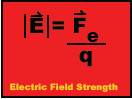 |E⃗| = F⃗ₑ / q
Electric Field Strength